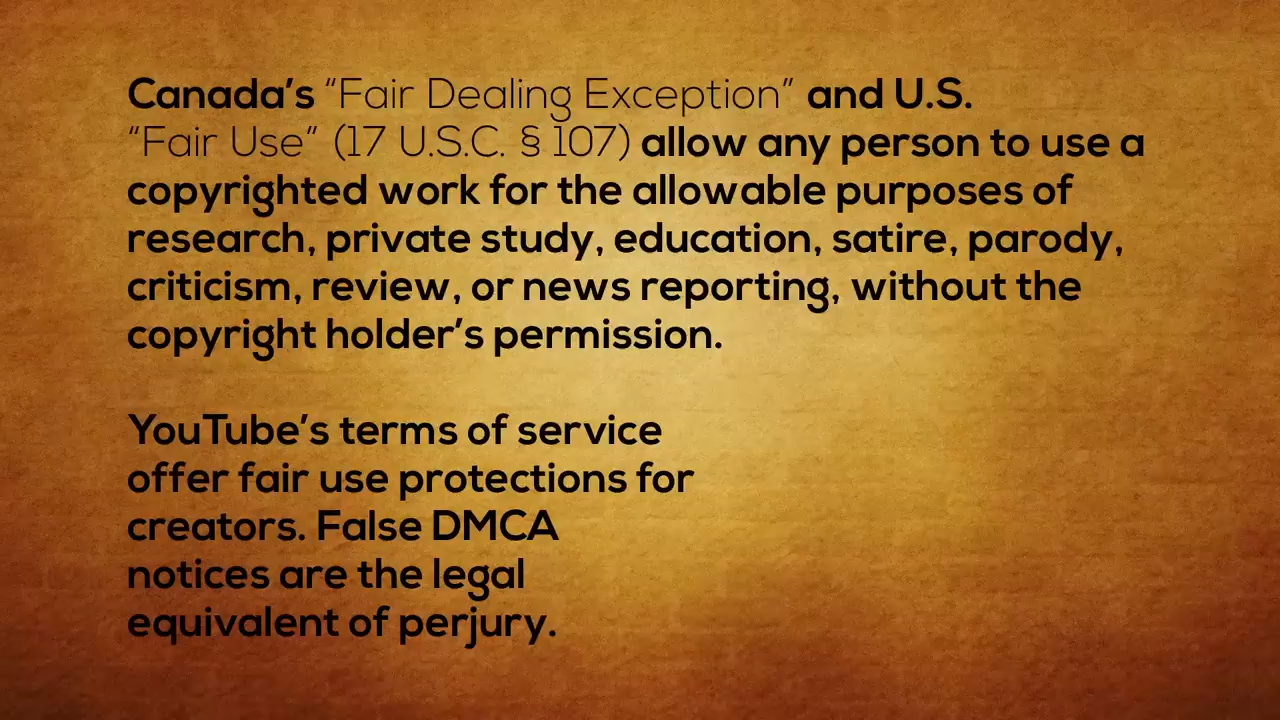 Canada’s “Fair Dealing Exception” and U.S.
“Fair Use” (17 U.S.C. § 107) allow any person to use a
copyrighted work for the allowable purposes of
research, private study, education, satire, parody,
criticism, review, or news reporting, without the
copyright holder’s permission.
YouTube’s terms of service
offer fair use protections for
creators. False DMCA
notices are the legal
equivalent of perjury.